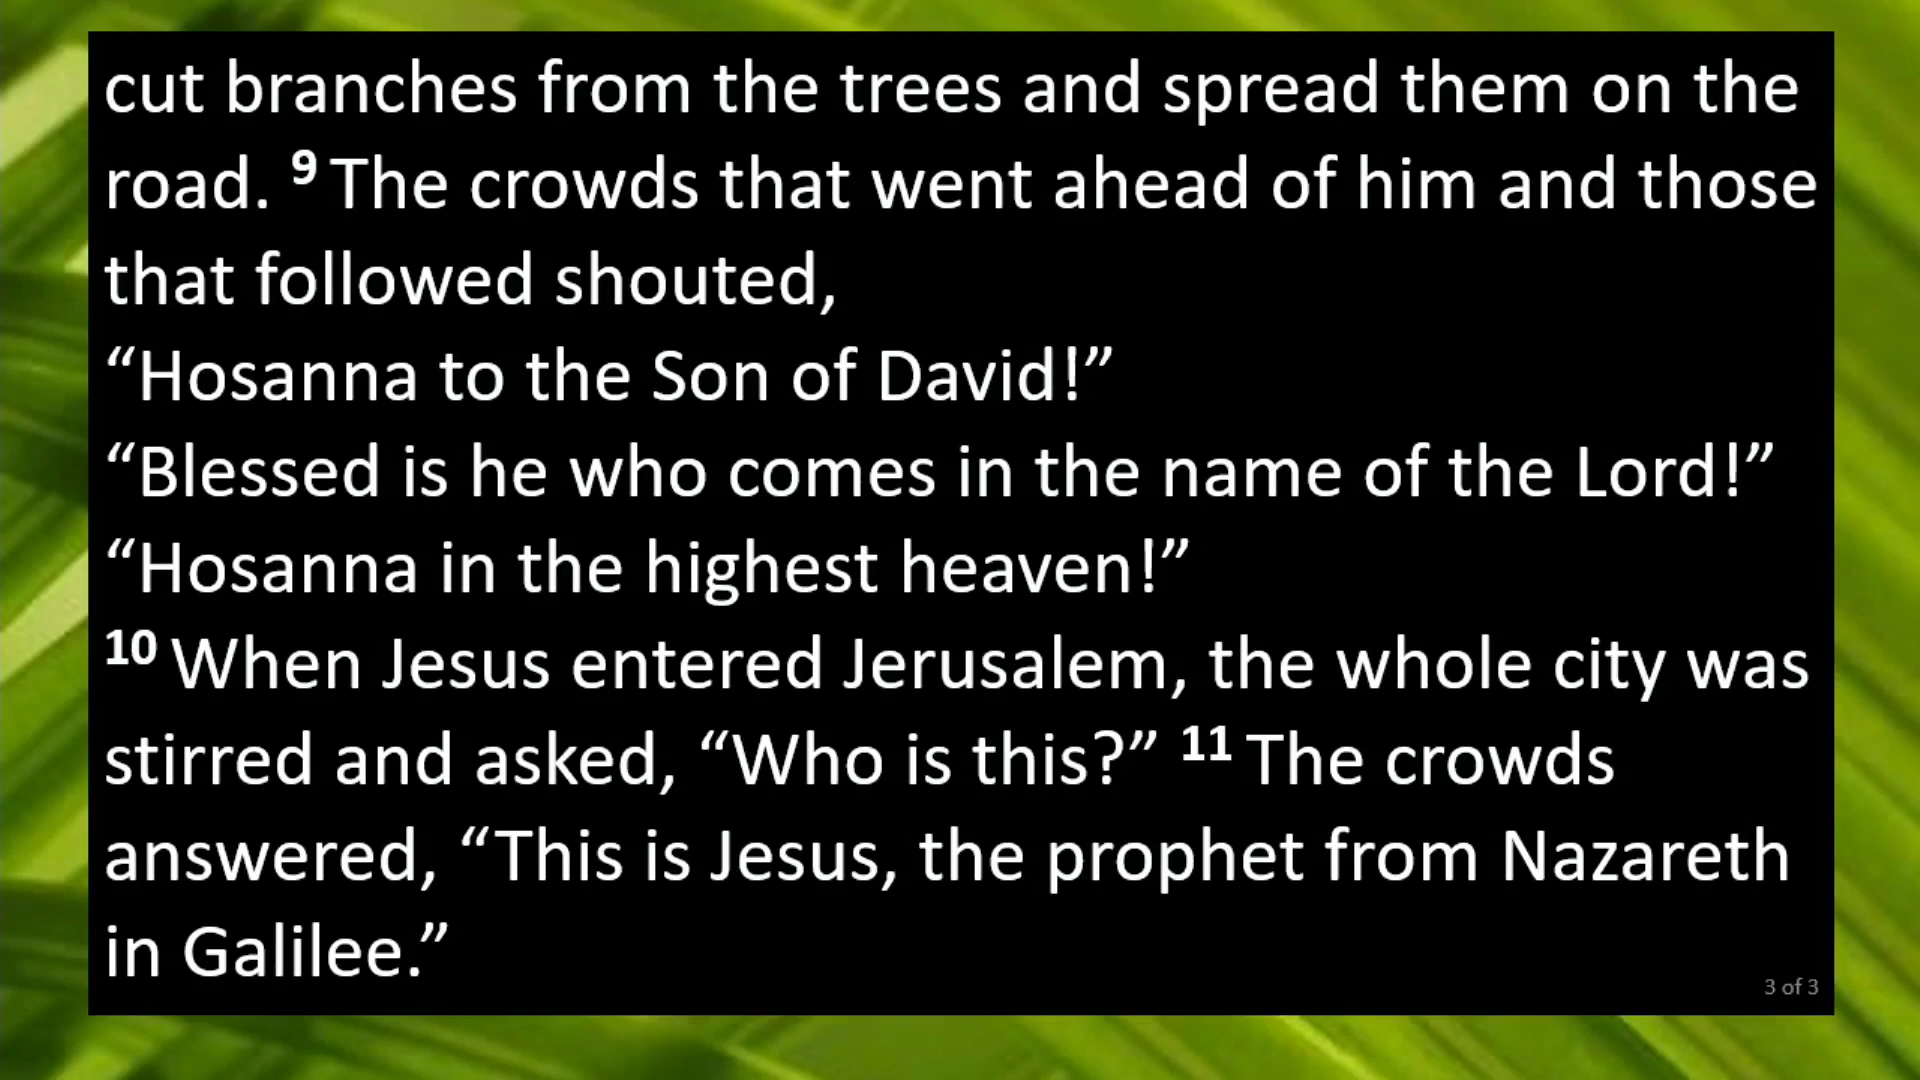 cut branches from the trees and spread them on the
road. 9 The crowds that went ahead of him and those
that followed shouted,
“Hosanna to the Son of David!”
“Blessed is he who comes in the name of the Lord!”
“Hosanna in the highest heaven!”
10 When Jesus entered Jerusalem, the whole city was
stirred and asked, “Who is this?” 11 The crowds
answered, “This is Jesus, the prophet from Nazareth
in Galilee.”
3 of 3